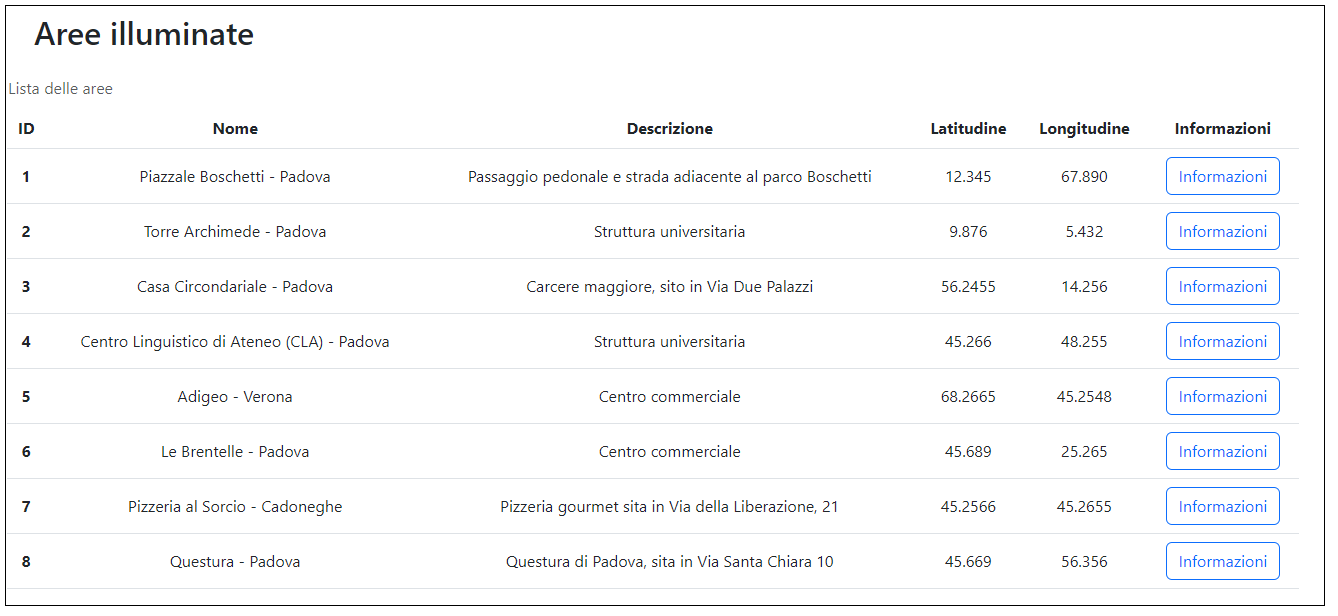 Aree illuminate
Lista delle aree
ID Nome Descrizione Latitudine Longitudine Informazioni
1 Piazzale Boschetti - Padova Passaggio pedonale e strada adiacente al parco Boschetti 12.345 67.890 Informazioni
2 Torre Archimede - Padova Struttura universitaria 9.876 5.432 Informazioni
3 Casa Circondariale - Padova Carcere maggiore, sito in Via Due Palazzi 56.2455 14.256 Informazioni
4 Centro Linguistico di Ateneo (CLA) - Padova Struttura universitaria 45.266 48.255 Informazioni
5 Adigeo - Verona Centro commerciale 68.2665 45.2548 Informazioni
6 Le Brentelle - Padova Centro commerciale 45.689 25.265 Informazioni
7 Pizzeria al Sorcio - Cadoneghe Pizzeria gourmet sita in Via della Liberazione, 21 45.2566 45.2655 Informazioni
8 Questura - Padova Questura di Padova, sita in Via Santa Chiara 10 45.669 56.356 Informazioni